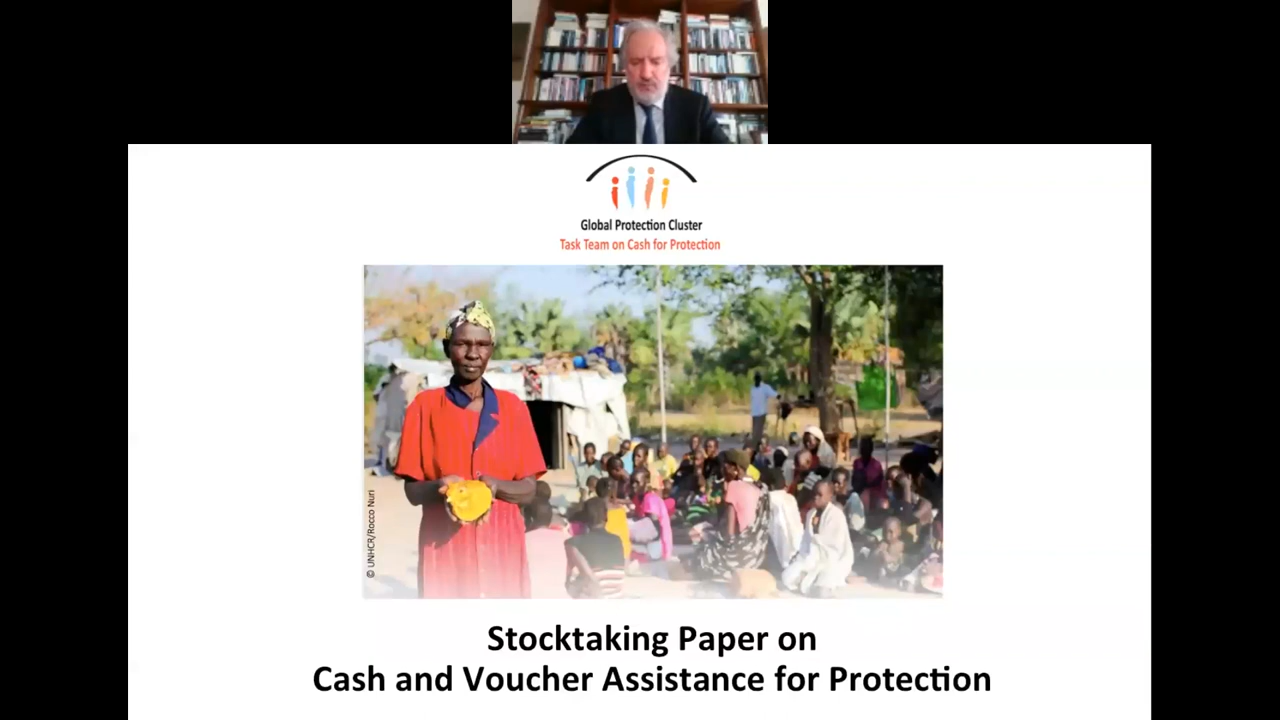 Global Protection Cluster
Task Team on Cash for Protection
© UNHCR/Rocco Nuri
Stocktaking Paper on
Cash and Voucher Assistance for Protection